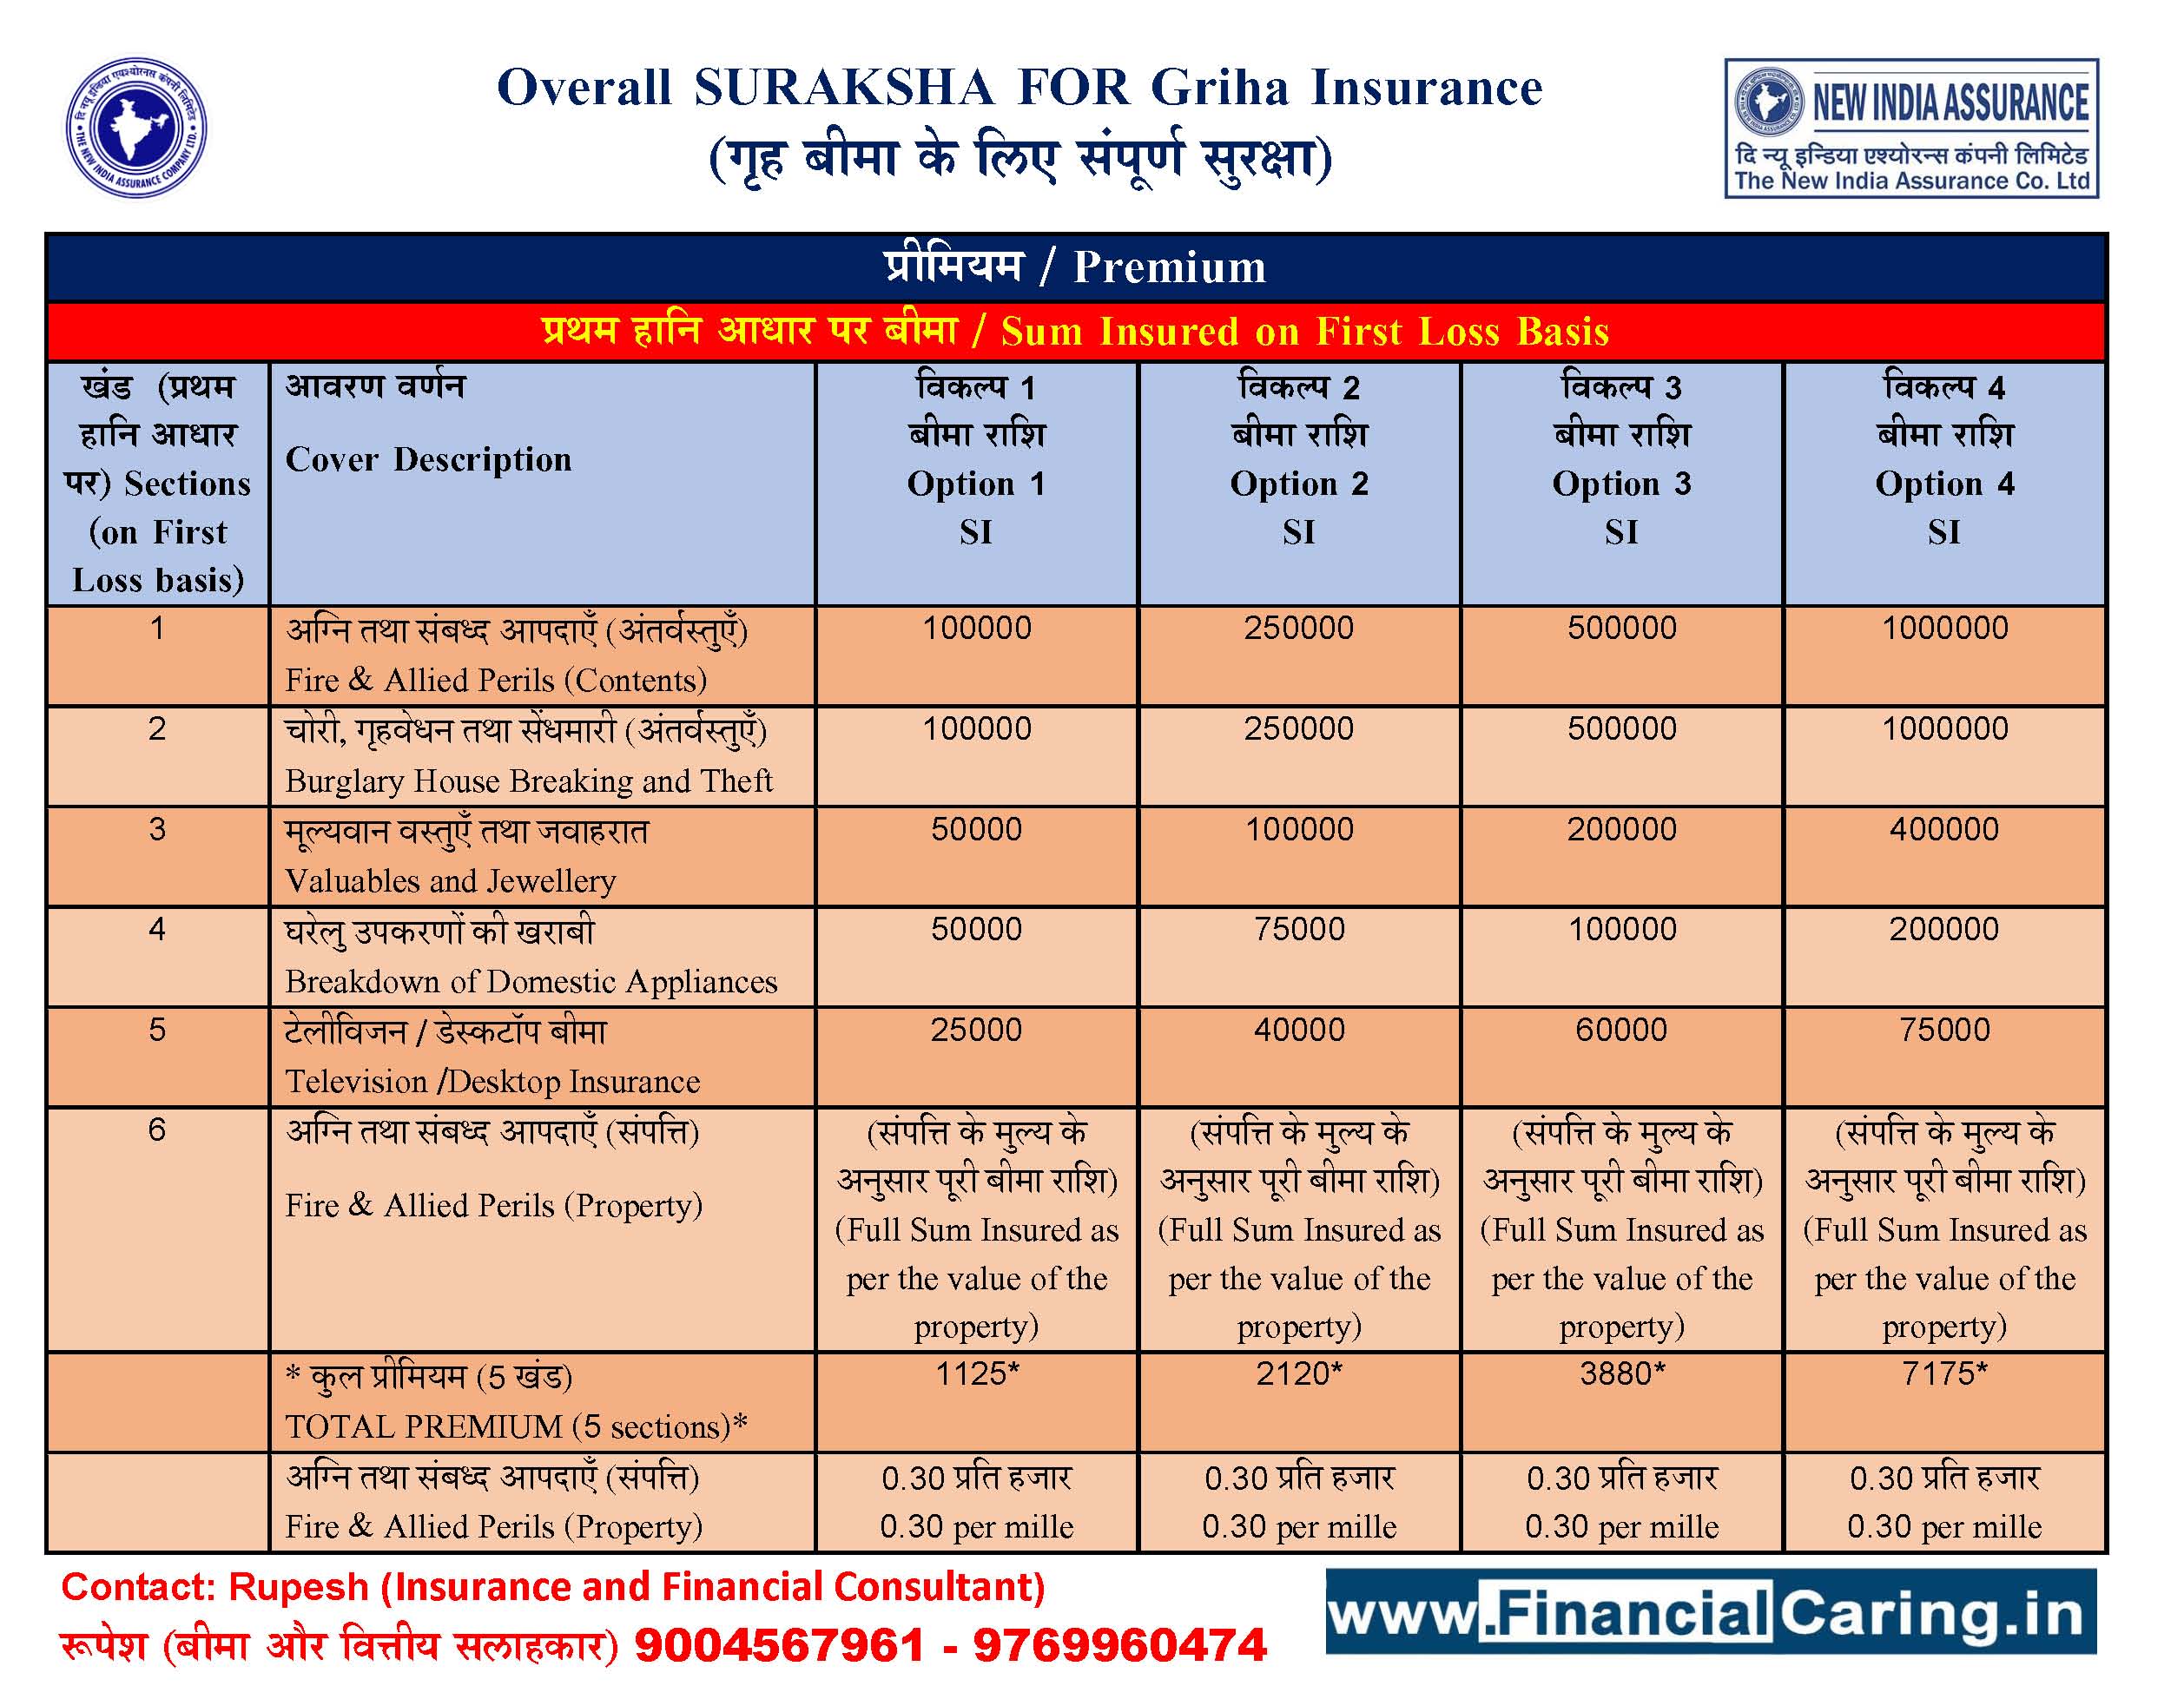 Overall SURAKSHA FOR Griha Insurance
(गृह बीमा के लिए संपूर्ण सुरक्षा)
दि न्यू इन्डिया एश्योरन्स कंपनी लिमिटेड
THE NEW INDIA ASSURANCE COMPANY LTD.
NEW INDIA ASSURANCE
दि न्यू इन्डिया एश्योरन्स कंपनी लिमिटेड
The New India Assurance Co. Ltd
प्रीमियम / Premium
प्रथम हानि आधार पर बीमा / Sum Insured on First Loss Basis
खंड (प्रथम
हानि आधार
पर) Sections
(on First
Loss basis)
आवरण वर्णन
Cover Description
विकल्प 1
बीमा राशि
Option 1
SI
विकल्प 2
बीमा राशि
Option 2
SI
विकल्प 3
बीमा राशि
Option 3
SI
विकल्प 4
बीमा राशि
Option 4
SI
1 अग्नि तथा संबध्द आपदाएँ (अंतर्वस्तुएँ) 100000 250000 500000 1000000
Fire & Allied Perils (Contents)
2 चोरी, गृहवेधन तथा सेंधमारी (अंतर्वस्तुएँ) 100000 250000 500000 1000000
Burglary House Breaking and Theft
3 मूल्यवान वस्तुएँ तथा जवाहरात 50000 100000 200000 400000
Valuables and Jewellery
4 घरेलु उपकरणों की खराबी 50000 75000 100000 200000
Breakdown of Domestic Appliances
5 टेलीविजन / डेस्कटॉप बीमा 25000 40000 60000 75000
Television /Desktop Insurance
6 अग्नि तथा संबध्द आपदाएँ (संपत्ति)
Fire & Allied Perils (Property)
(संपत्ति के मुल्य के
अनुसार पूरी बीमा राशि)
(Full Sum Insured as
per the value of the
property)
(संपत्ति के मुल्य के
अनुसार पूरी बीमा राशि)
(Full Sum Insured as
per the value of the
property)
(संपत्ति के मुल्य के
अनुसार पूरी बीमा राशि)
(Full Sum Insured as
per the value of the
property)
(संपत्ति के मुल्य के
अनुसार पूरी बीमा राशि)
(Full Sum Insured as
per the value of the
property)
* कुल प्रीमियम (5 खंड) 1125* 2120* 3880* 7175*
TOTAL PREMIUM (5 sections)*
अग्नि तथा संबध्द आपदाएँ (संपत्ति) 0.30 प्रति हजार 0.30 प्रति हजार 0.30 प्रति हजार 0.30 प्रति हजार
Fire & Allied Perils (Property) 0.30 per mille 0.30 per mille 0.30 per mille 0.30 per mille
Contact: Rupesh (Insurance and Financial Consultant)
रूपेश (बीमा और वित्तीय सलाहकार) 9004567961 - 9769960474
www.FinancialCaring.in